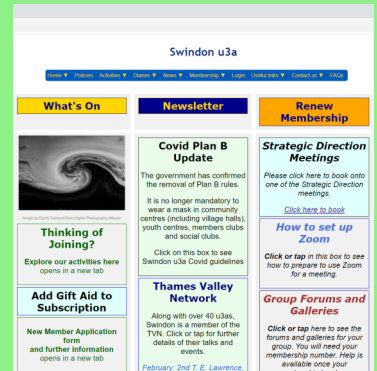 Swindon u3a
Home ▼ Policies Activities ▼ Diaries ▼ News ▼ Membership ▼ Login Useful links ▼ Contact us ▼ FAQs
What's On
Image by David Cartwright from Digital Photography Albums
Thinking of
Joining?
Explore our activities here
opens in a new tab
Add Gift Aid to
Subscription
New Member Application
form
and further information
opens in a new tab
Newsletter
Covid Plan B
Update
The government has confirmed
the removal of Plan B rules.
It is no longer mandatory to
wear a mask in community
centres (including village halls),
youth centres, members clubs
and social clubs.
Click on this box to see
Swindon u3a Covid guidelines
Thames Valley
Network
Along with over 40 u3as,
Swindon is a member of the
TVN. Click or tap for further
details of their talks and
events.
February: 2nd T. E. Lawrence,
Renew
Membership
Strategic Direction
Meetings
Please click here to book onto
one of the Strategic Direction
meetings.
Click here to book
How to set up
Zoom
Click or tap in this box to see
how to prepare to use Zoom
for a meeting.
Group Forums and
Galleries
Click or tap here to see the
forums and galleries for your
group. You will need your
membership number. Help is
available once your